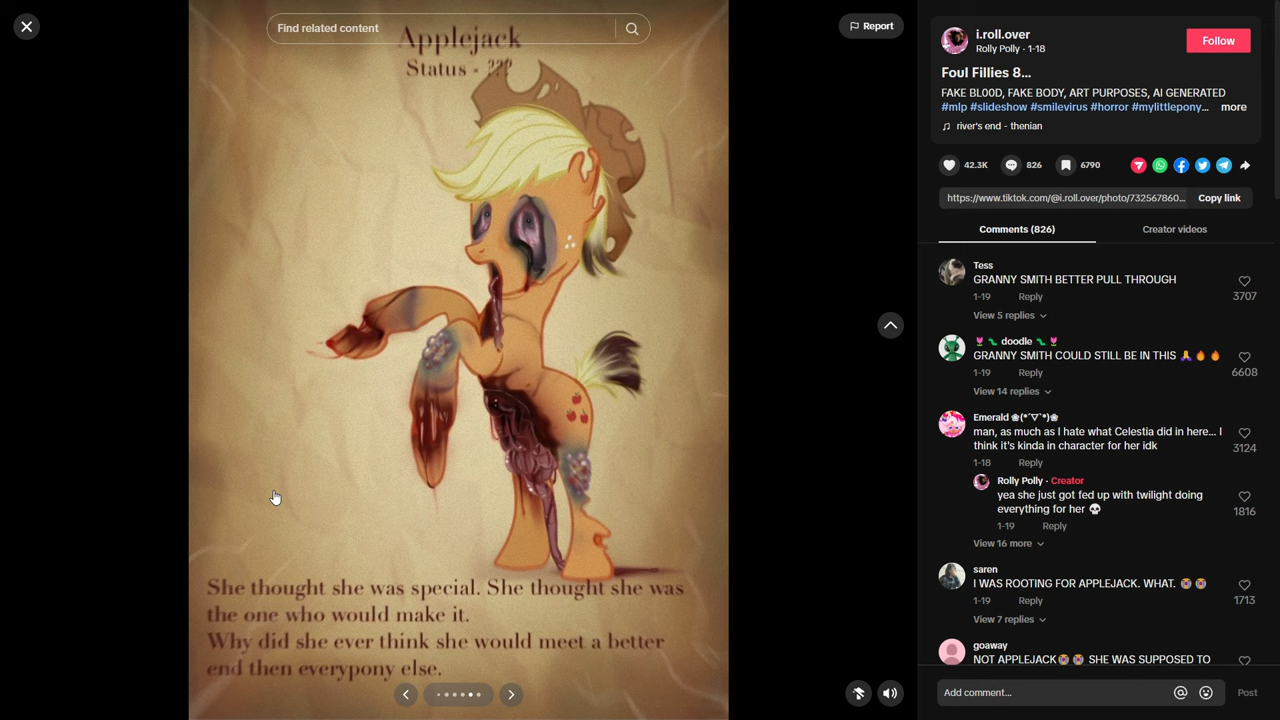 Find related content
Report
Applejack
Status - ???
She thought she was special. She thought she was
the one who would make it.
Why did she ever think she would meet a better
end then everypony else.
i.roll.over
Rolly Polly · 1-18
Follow
Foul Fillies 8...
FAKE BL00D, FAKE BODY, ART PURPOSES, AI GENERATED
#mlp #slideshow #smilevirus #horror #mylittlepony... more
river's end - thenian
42.3K
826
6790
https://www.tiktok.com/@i.roll.over/photo/732567860...
Copy link
Comments (826)
Creator videos
Tess
GRANNY SMITH BETTER PULL THROUGH
1-19 Reply
3707
View 5 replies
🌷 🐛 doodle 🐛 🌷
GRANNY SMITH COULD STILL BE IN THIS 🙏 🔥 🔥
1-19 Reply
6608
View 14 replies
Emerald ❀(*´▽`*)❀
man, as much as I hate what Celestia did in here... I
think it's kinda in character for her idk
3124
1-18 Reply
Rolly Polly · Creator
yea she just got fed up with twilight doing
everything for her 💀
1816
1-19 Reply
View 16 more
saren
I WAS ROOTING FOR APPLEJACK. WHAT. 😭 😭
1-19 Reply
1713
View 7 replies
goaway
NOT APPLEJACK😭 😭 SHE WAS SUPPOSED TO
Add comment...
Post